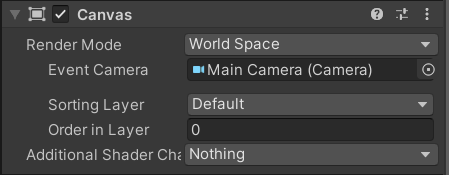 Canvas
Render Mode World Space
Event Camera Main Camera (Camera)
Sorting Layer Default
Order in Layer 0
Additional Shader Cha Nothing